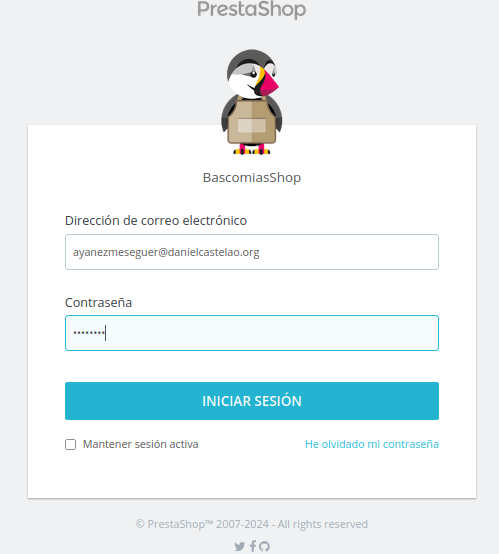 PrestaShop
BascomiasShop
Dirección de correo electrónico
ayanezmeseguer@danielcastelao.org
Contraseña
••••••••
INICIAR SESIÓN
Mantener sesión activa
He olvidado mi contraseña
© PrestaShop™ 2007-2024 - All rights reserved